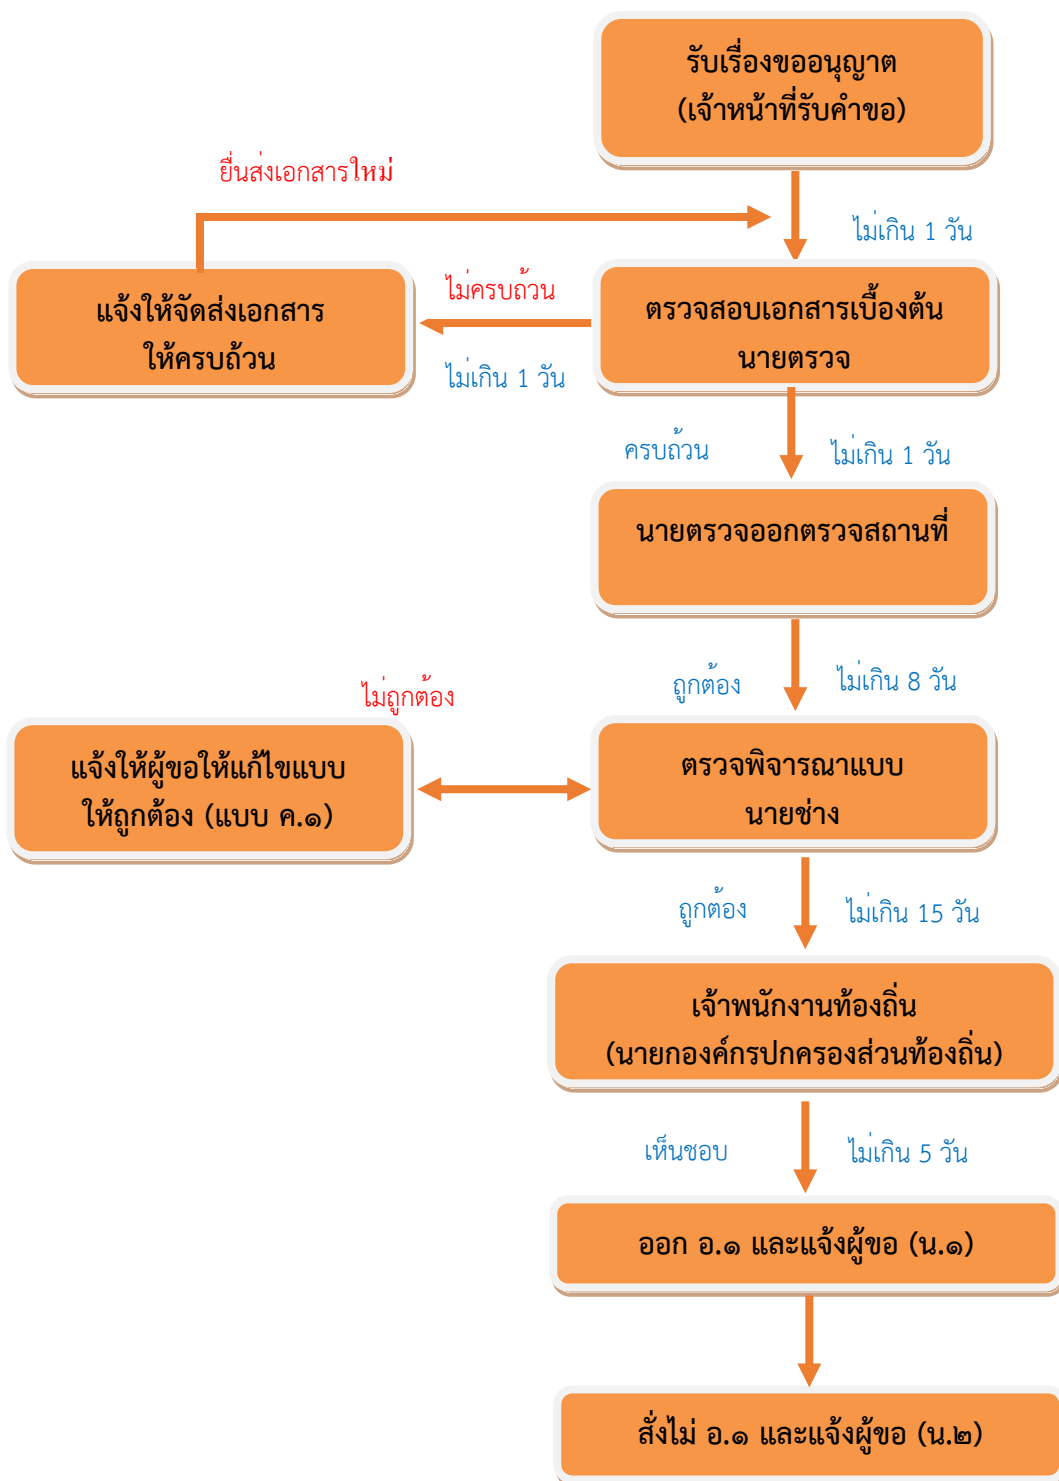 รับเรื่องขออนุญาต
(เจ้าหน้าที่รับคำขอ)
ยื่นส่งเอกสารใหม่
ไม่เกิน 1 วัน
แจ้งให้จัดส่งเอกสาร
ให้ครบถ้วน
ไม่ครบถ้วน
ไม่เกิน 1 วัน
ตรวจสอบเอกสารเบื้องต้น
นายตรวจ
ครบถ้วน
ไม่เกิน 1 วัน
นายตรวจออกตรวจสถานที่
ถูกต้อง
ไม่เกิน 8 วัน
ไม่ถูกต้อง
แจ้งให้ผู้ขอให้แก้ไขแบบ
ให้ถูกต้อง (แบบ ค.๑)
ตรวจพิจารณาแบบ
นายช่าง
ถูกต้อง
ไม่เกิน 15 วัน
เจ้าพนักงานท้องถิ่น
(นายกองค์กรปกครองส่วนท้องถิ่น)
เห็นชอบ
ไม่เกิน 5 วัน
ออก อ.๑ และแจ้งผู้ขอ (น.๑)
สั่งไม่ อ.๑ และแจ้งผู้ขอ (น.๒)